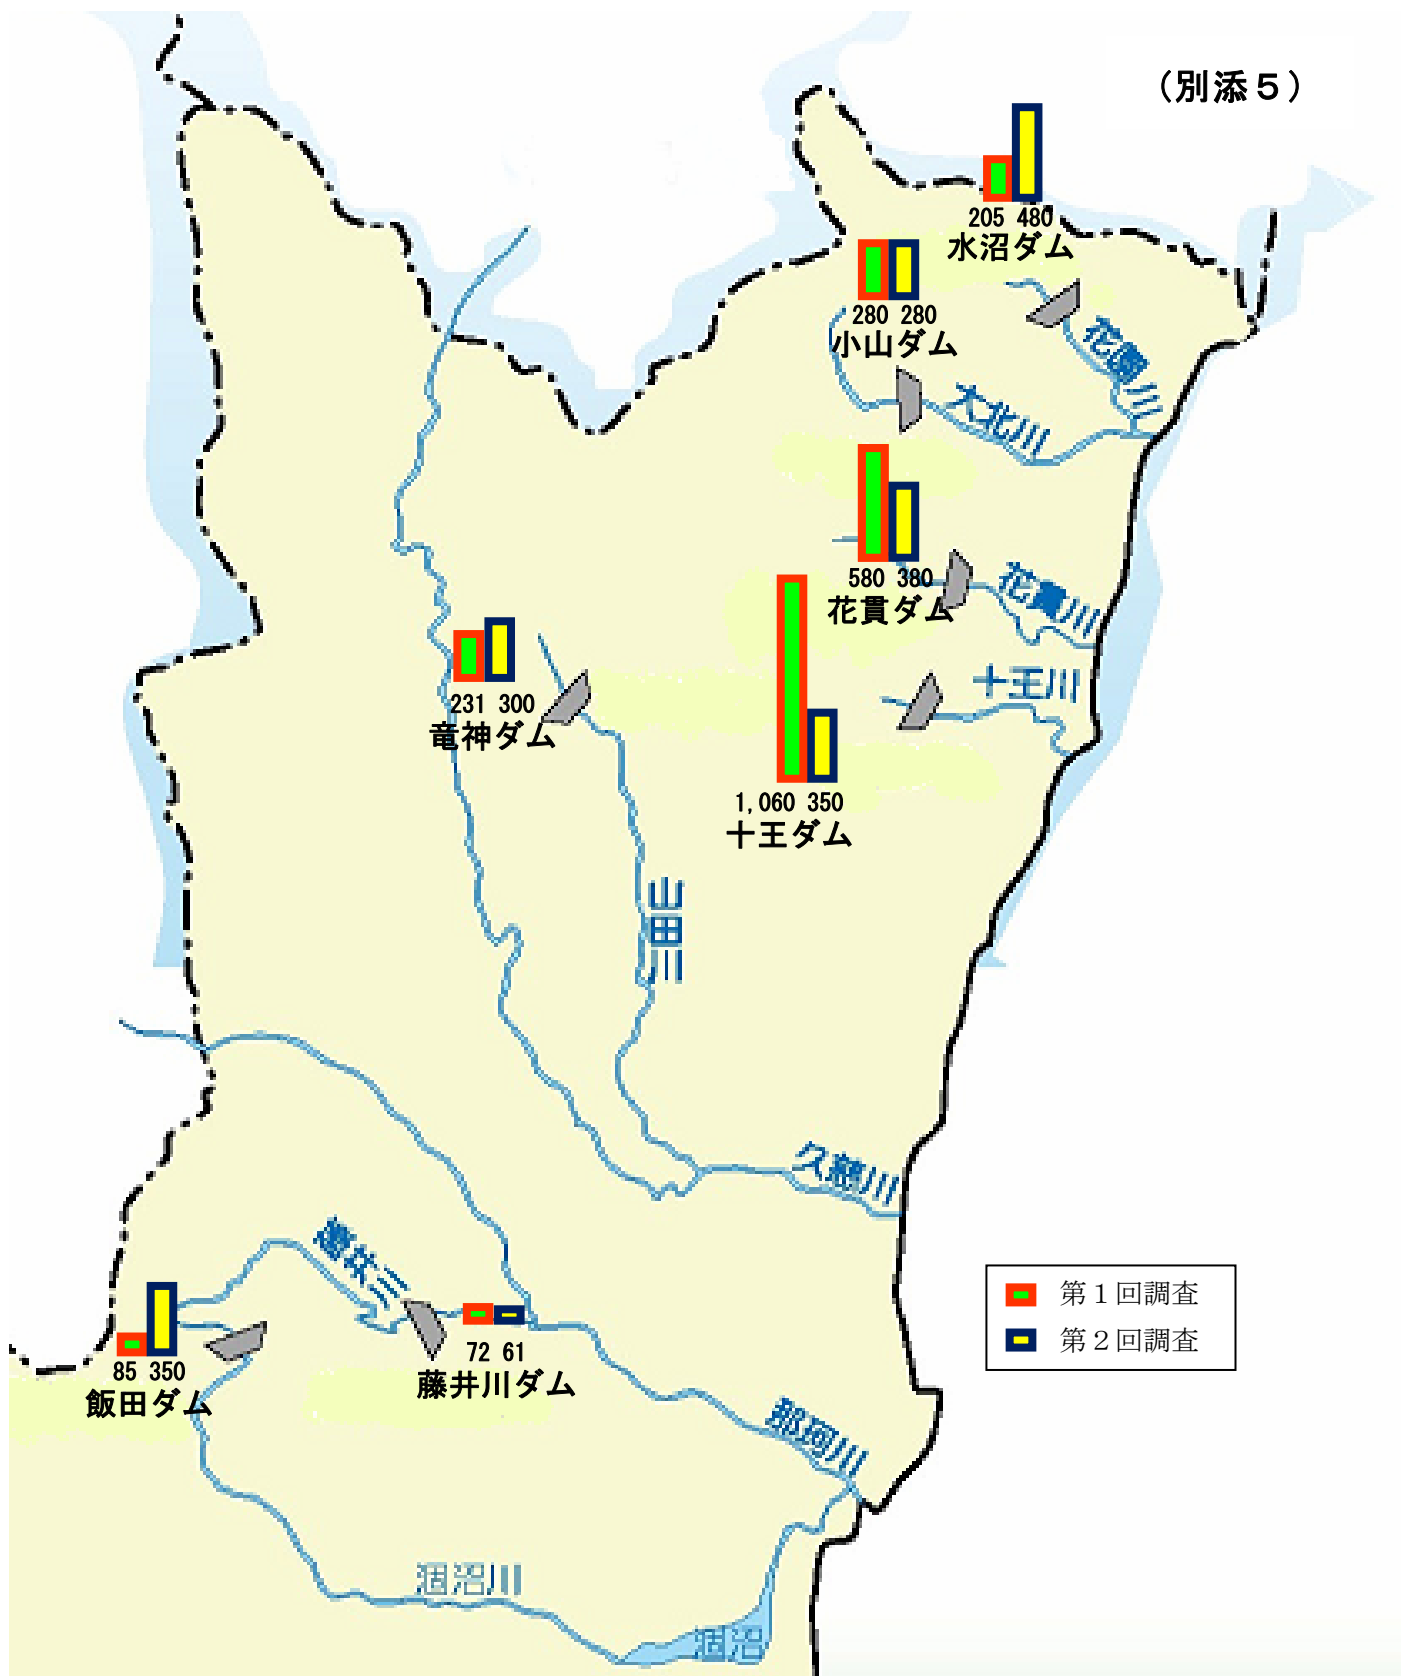 (別添5)
205 480
水沼ダム
280 280
小山ダム
花園川
大北川
580 380
花貫ダム
花貫川
十王川
231 300
竜神ダム
1,060 350
十王ダム
山田川
久慈川
藤井川
第1回調査
第2回調査
85 350
飯田ダム
72 61
藤井川ダム
那珂川
涸沼川
涸沼